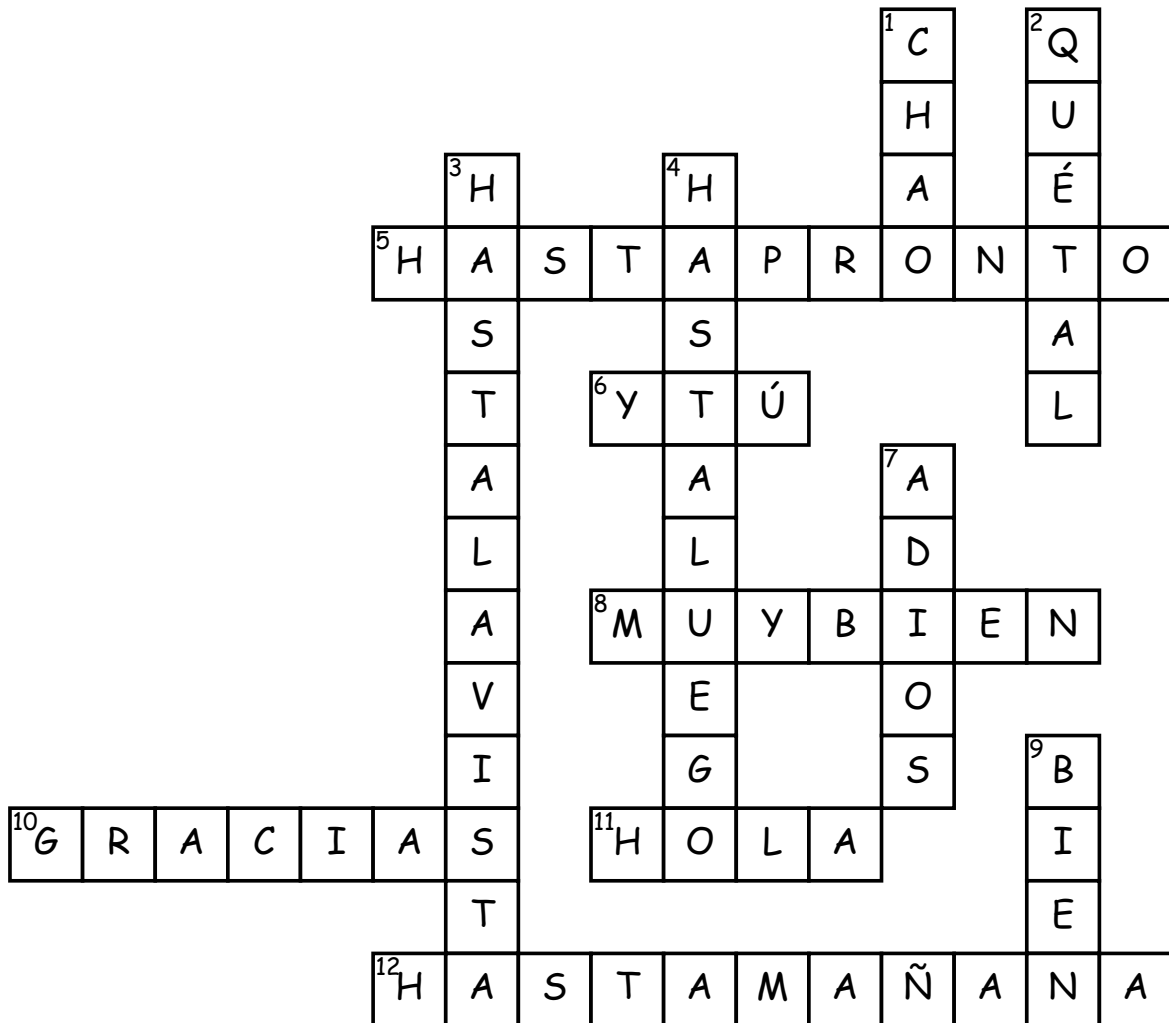 1 C 2 Q
H U
3 H 4 H A É
5 H A S T A P R O N T O
S S A
T 6 Y T Ú L
A A 7 A
L L D
A 8 M U Y B I E N
V E O
I G S 9 B
10 G R A C I A S 11 H O L A I
T E
12 H A S T A M A Ñ A N A